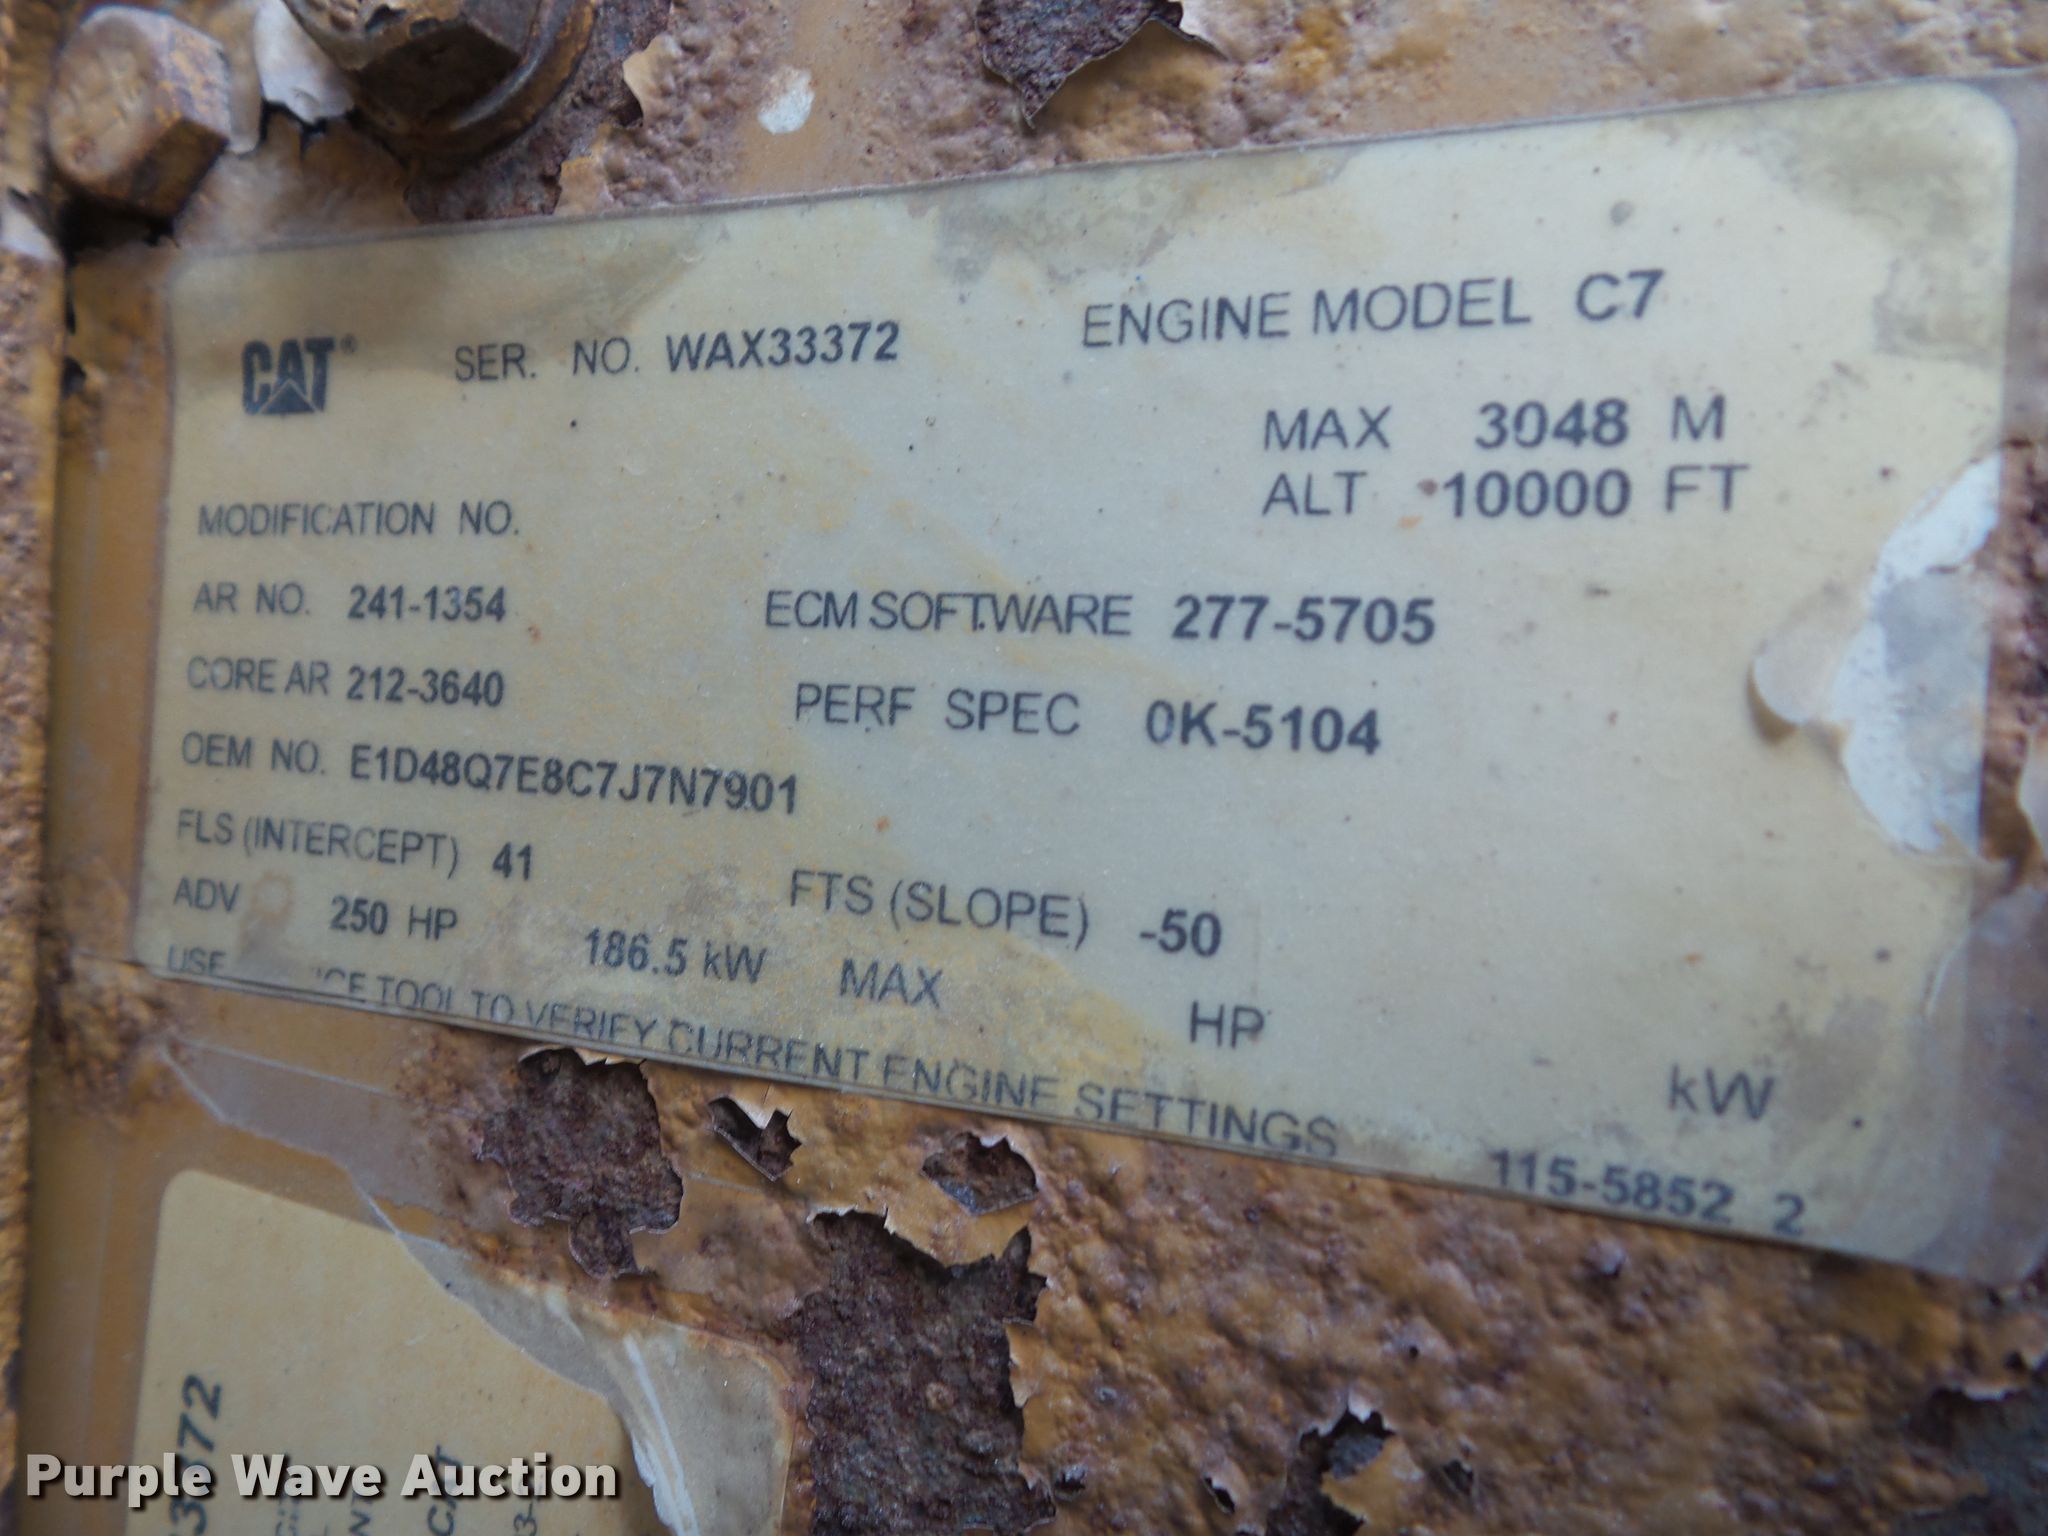 CAT® SER. NO. WAX33372 ENGINE MODEL C7
MAX 3048 M
ALT 10000 FT
MODIFICATION NO.
AR NO. 241-1354 ECM SOFTWARE 277-5705
CORE AR 212-3640 PERF SPEC 0K-5104
OEM NO. E1D48Q7E8C7J7N7901
FLS (INTERCEPT) 41 FTS (SLOPE) -50
ADV 250 HP 186.5 kW MAX HP kW
USE TOOL TO VERIFY CURRENT ENGINE SETTINGS
115-5852 2
Purple Wave Auction